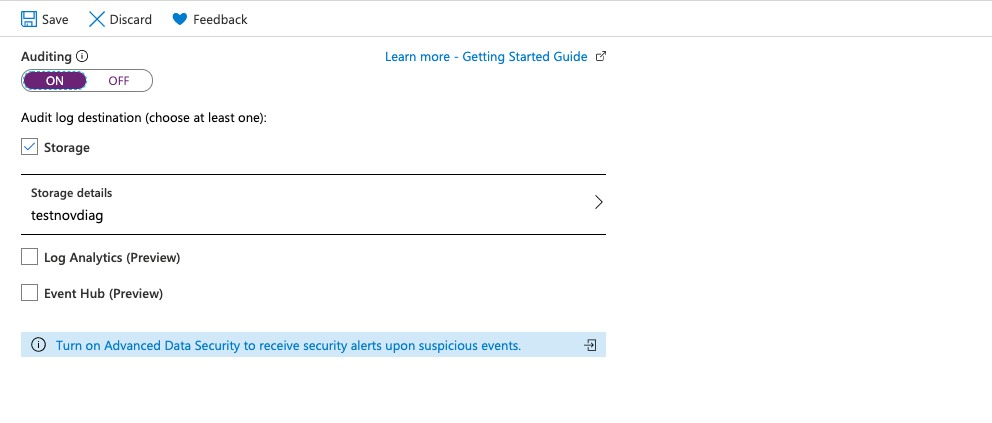 Save Discard Feedback
Auditing Learn more - Getting Started Guide
ON OFF
Audit log destination (choose at least one):
Storage
Storage details
testnovdiag
Log Analytics (Preview)
Event Hub (Preview)
Turn on Advanced Data Security to receive security alerts upon suspicious events.